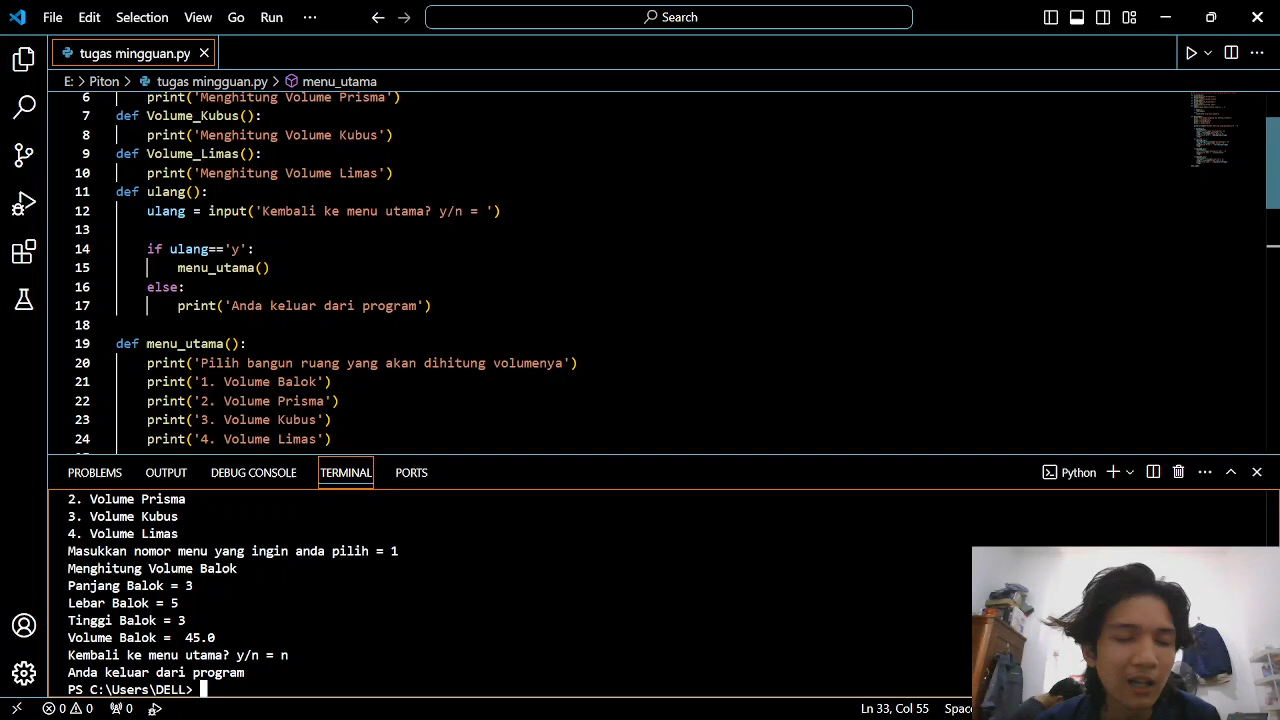 File Edit Selection View Go Run ··· Search
tugas mingguan.py
E: > Piton > tugas mingguan.py > menu_utama
6 print('Menghitung Volume Prisma')
7 def Volume_Kubus():
8 print('Menghitung Volume Kubus')
9 def Volume_Limas():
10 print('Menghitung Volume Limas')
11 def ulang():
12 ulang = input('Kembali ke menu utama? y/n = ')
13
14 if ulang=='y':
15 menu_utama()
16 else:
17 print('Anda keluar dari program')
18
19 def menu_utama():
20 print('Pilih bangun ruang yang akan dihitung volumenya')
21 print('1. Volume Balok')
22 print('2. Volume Prisma')
23 print('3. Volume Kubus')
24 print('4. Volume Limas')
PROBLEMS OUTPUT DEBUG CONSOLE TERMINAL PORTS Python
2. Volume Prisma
3. Volume Kubus
4. Volume Limas
Masukkan nomor menu yang ingin anda pilih = 1
Menghitung Volume Balok
Panjang Balok = 3
Lebar Balok = 5
Tinggi Balok = 3
Volume Balok =  45.0
Kembali ke menu utama? y/n = n
Anda keluar dari program
PS C:\Users\DELL>
0 0 0 Ln 33, Col 55